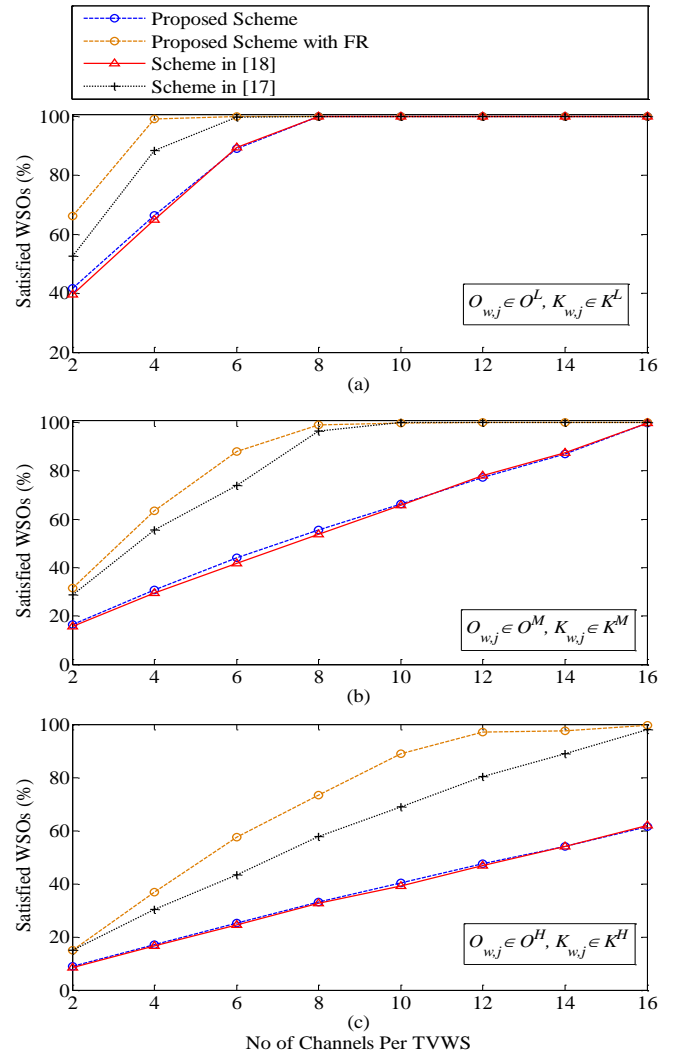 Proposed Scheme
Proposed Scheme with FR
Scheme in [18]
Scheme in [17]
100
80
60
40
20
Satisfied WSOs (%)
O_{w,j} ∈ O^L, K_{w,j} ∈ K^L
2 4 6 8 10 12 14 16
(a)
100
80
60
40
20
0
Satisfied WSOs (%)
O_{w,j} ∈ O^M, K_{w,j} ∈ K^M
2 4 6 8 10 12 14 16
(b)
100
80
60
40
20
0
Satisfied WSOs (%)
O_{w,j} ∈ O^H, K_{w,j} ∈ K^H
2 4 6 8 10 12 14 16
(c)
No of Channels Per TVWS